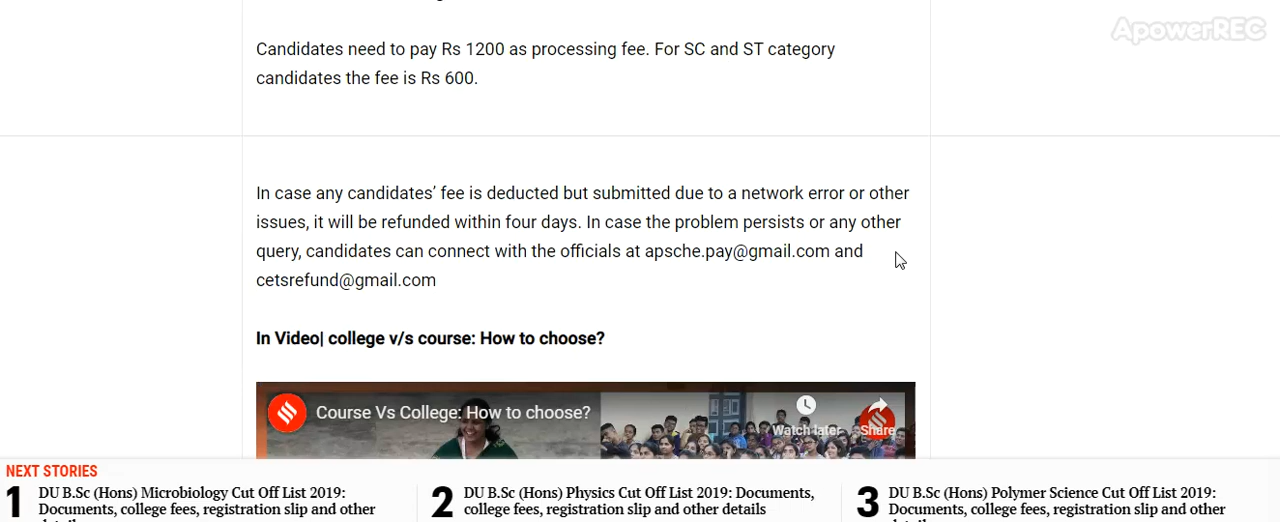 ApowerREC
Candidates need to pay Rs 1200 as processing fee. For SC and ST category
candidates the fee is Rs 600.
In case any candidates’ fee is deducted but submitted due to a network error or other
issues, it will be refunded within four days. In case the problem persists or any other
query, candidates can connect with the officials at apsche.pay@gmail.com and
cetsrefund@gmail.com
In Video| college v/s course: How to choose?
Course Vs College: How to choose?
Watch later
Share
NEXT STORIES
1
DU B.Sc (Hons) Microbiology Cut Off List 2019:
Documents, college fees, registration slip and other
2
DU B.Sc (Hons) Physics Cut Off List 2019: Documents,
college fees, registration slip and other details
3
DU B.Sc (Hons) Polymer Science Cut Off List 2019:
Documents, college fees, registration slip and other